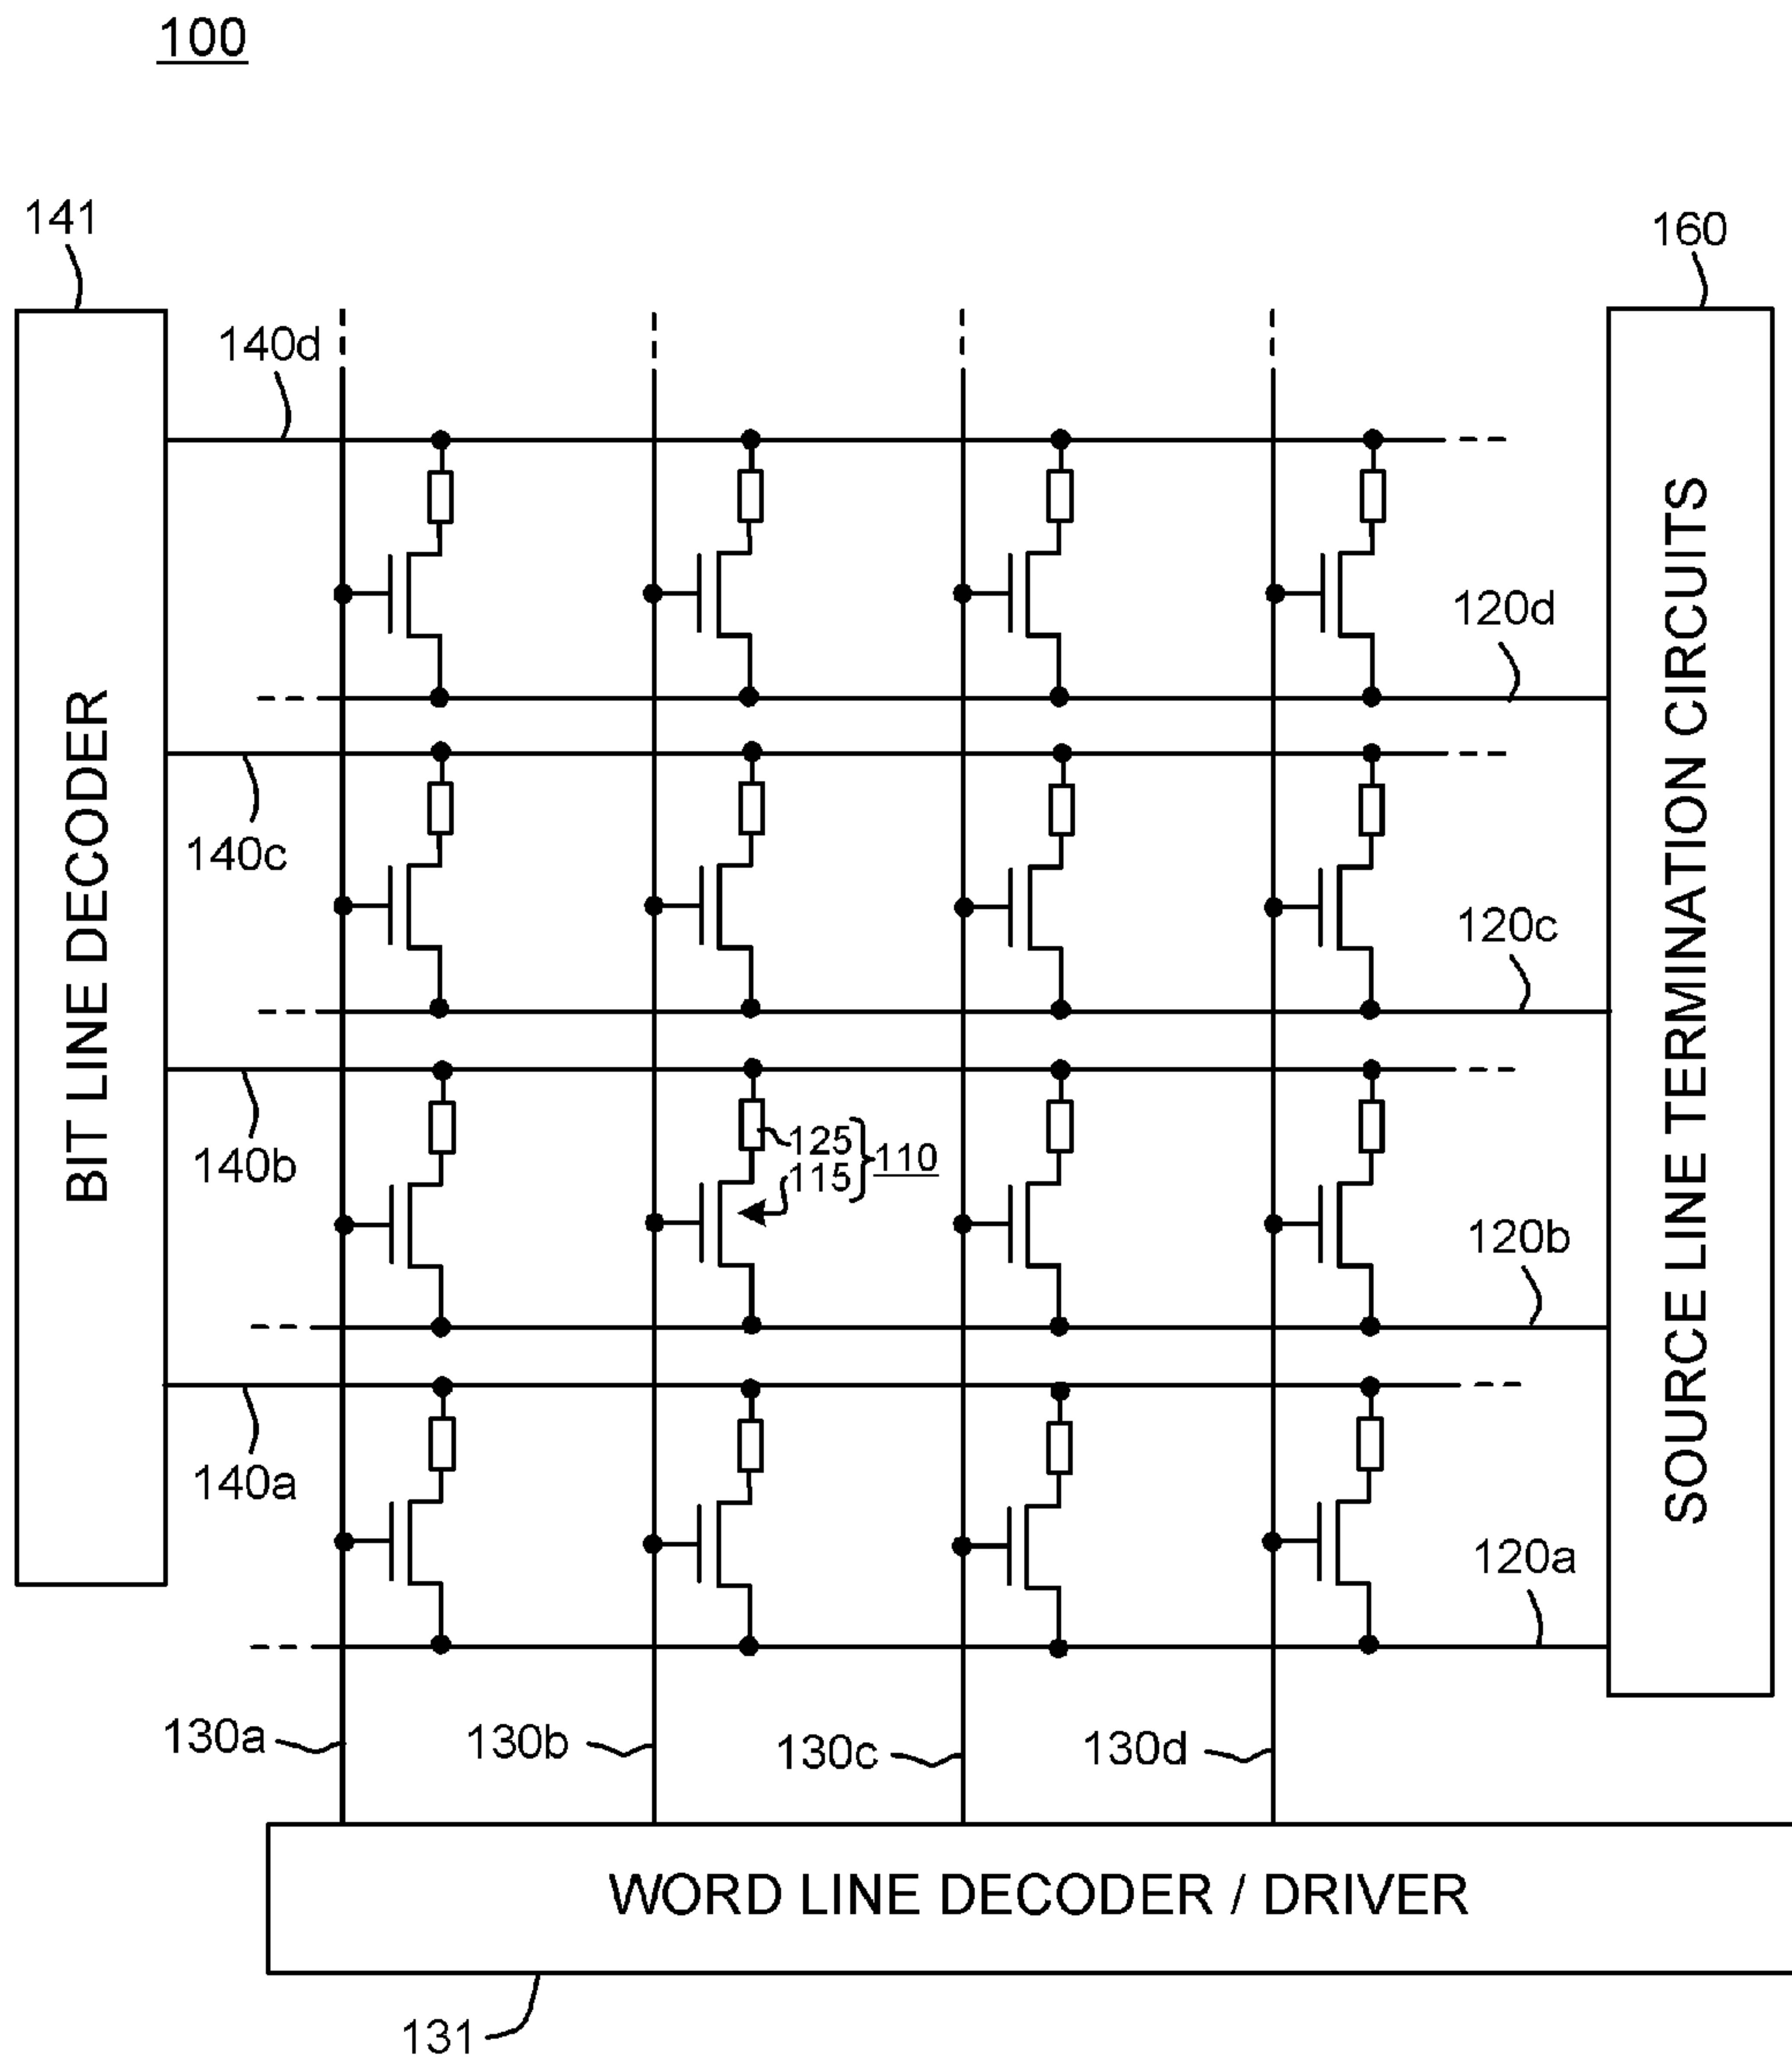 100
141
160
140d
120d
140c
120c
125
115
110
140b
120b
140a
120a
130a
130b
130c
130d
BIT LINE DECODER
SOURCE LINE TERMINATION CIRCUITS
WORD LINE DECODER / DRIVER
131